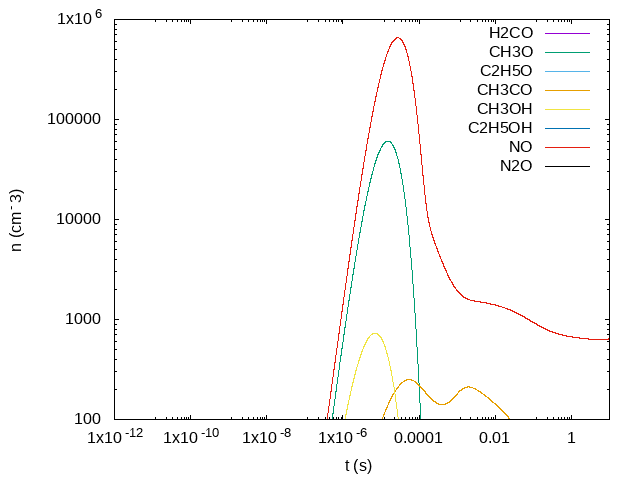 1x10^6
100000
10000
1000
100
1x10^-12
1x10^-10
1x10^-8
1x10^-6
0.0001
0.01
1
n (cm^-3)
t (s)
H2CO
CH3O
C2H5O
CH3CO
CH3OH
C2H5OH
NO
N2O